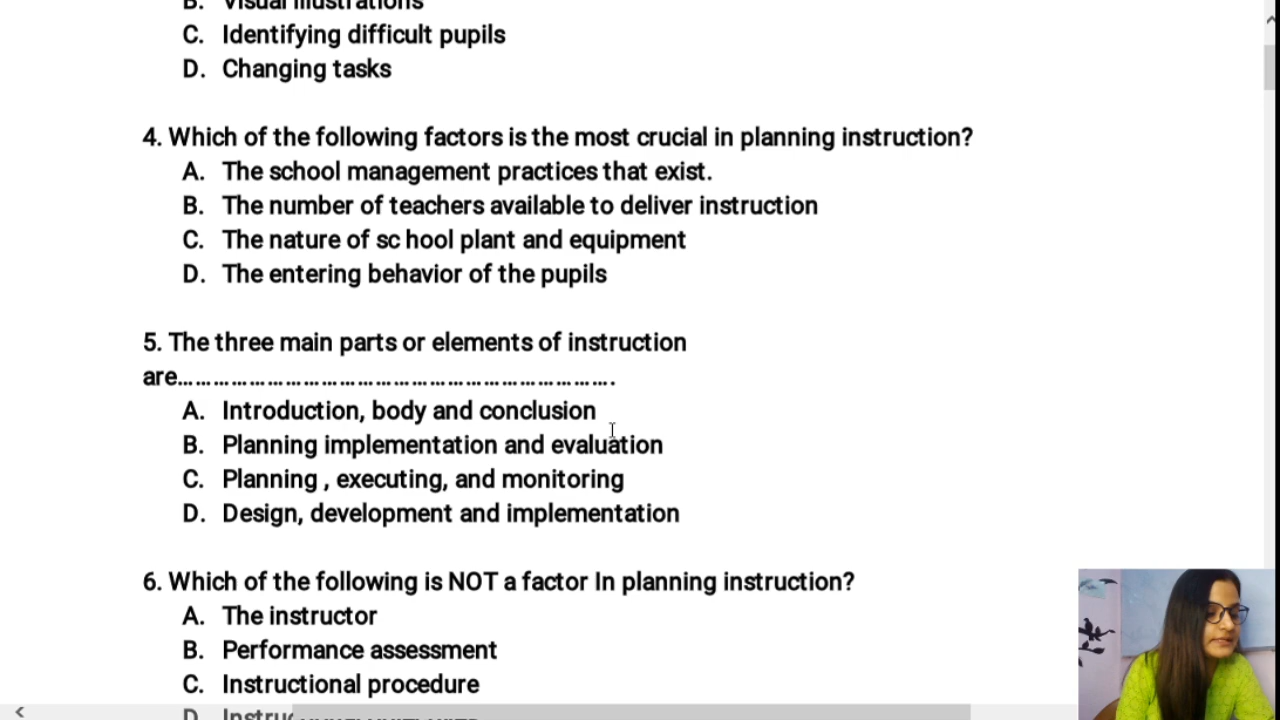 B. Visual illustrations
C. Identifying difficult pupils
D. Changing tasks
4. Which of the following factors is the most crucial in planning instruction?
A. The school management practices that exist.
B. The number of teachers available to deliver instruction
C. The nature of sc hool plant and equipment
D. The entering behavior of the pupils
5. The three main parts or elements of instruction
are………………………………………………………….
A. Introduction, body and conclusion
B. Planning implementation and evaluation
C. Planning , executing, and monitoring
D. Design, development and implementation
6. Which of the following is NOT a factor In planning instruction?
A. The instructor
B. Performance assessment
C. Instructional procedure
D.